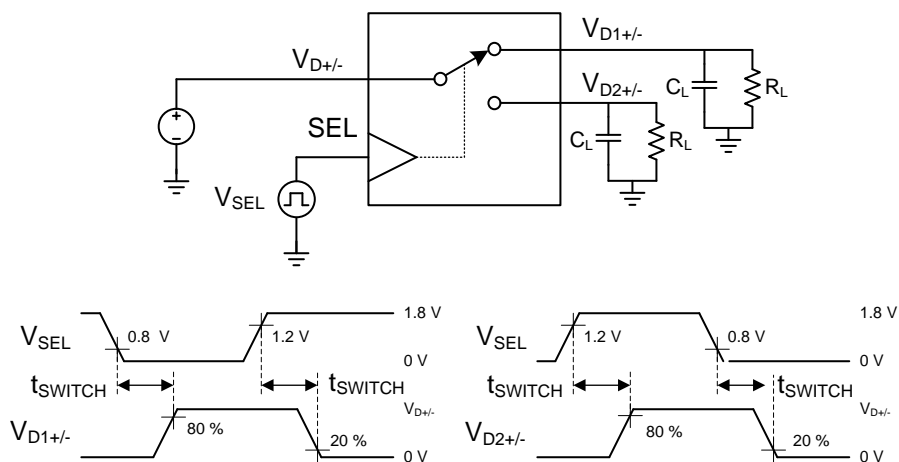 V_D+/-
V_D1+/-
C_L
R_L
V_D2+/-
C_L
R_L
SEL
V_SEL
+
−
V_SEL
0.8 V
1.2 V
1.8 V
0 V
t_SWITCH
t_SWITCH
V_D1+/-
80 %
20 %
V_D+/-
0 V
V_SEL
1.2 V
0.8 V
1.8 V
0 V
t_SWITCH
t_SWITCH
V_D2+/-
80 %
20 %
V_D+/-
0 V